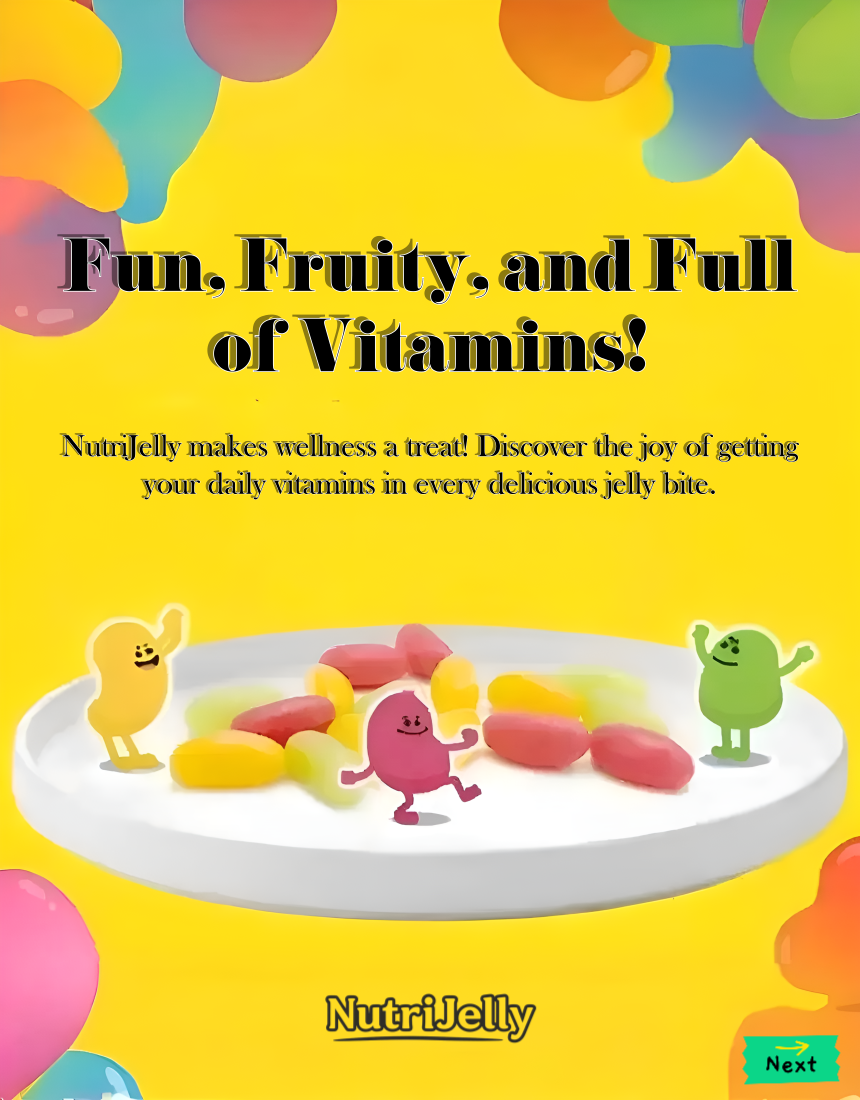 Fun, Fruity, and Full
of Vitamins!
NutriJelly makes wellness a treat! Discover the joy of getting
your daily vitamins in every delicious jelly bite.
NutriJelly
Next